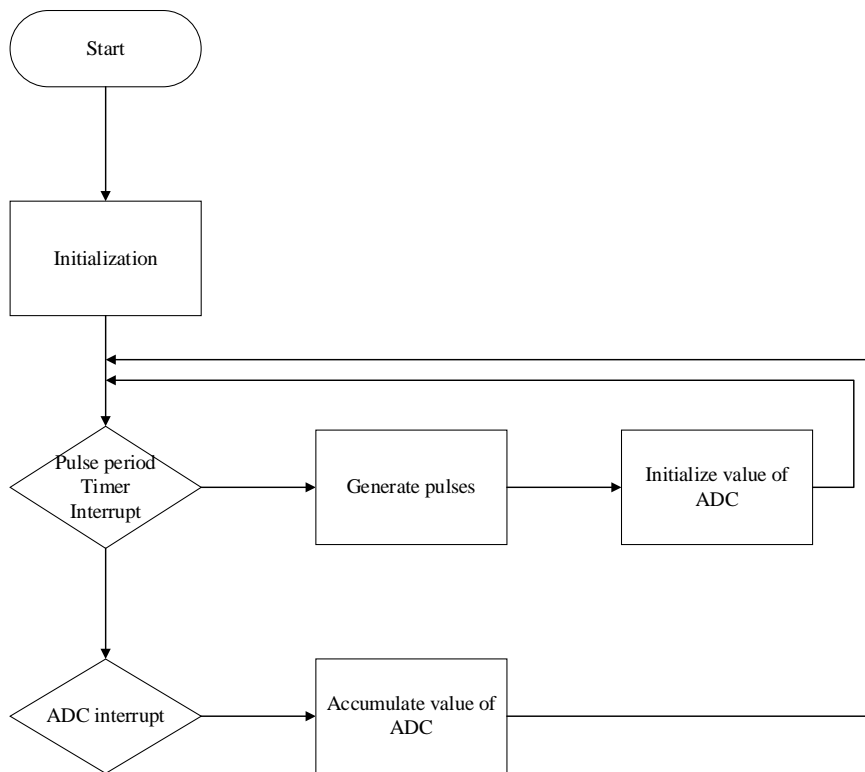 Start
Initialization
Pulse period
Timer
Interrupt
Generate pulses
Initialize value of
ADC
ADC interrupt
Accumulate value of
ADC